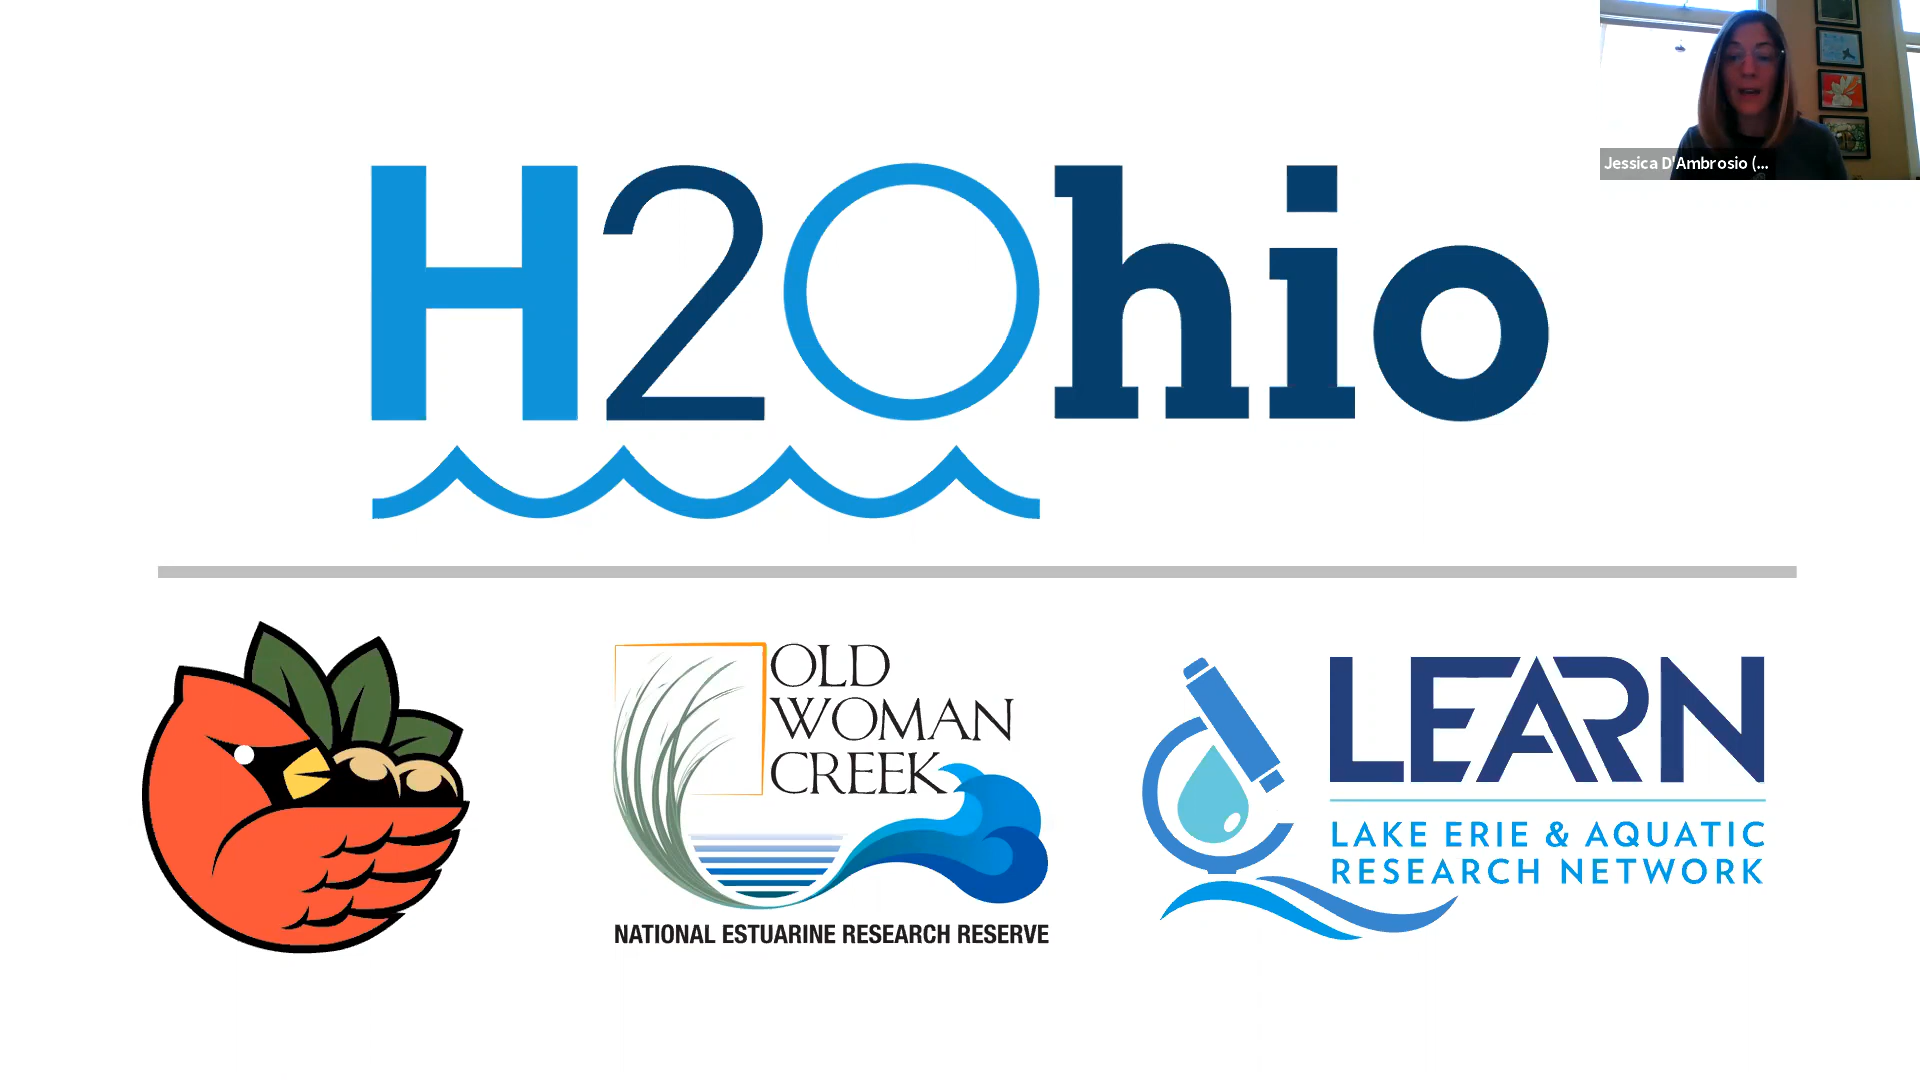 Jessica D'Ambrosio (...
H2Ohio
OLD
WOMAN
CREEK
NATIONAL ESTUARINE RESEARCH RESERVE
LEARN
LAKE ERIE & AQUATIC
RESEARCH NETWORK